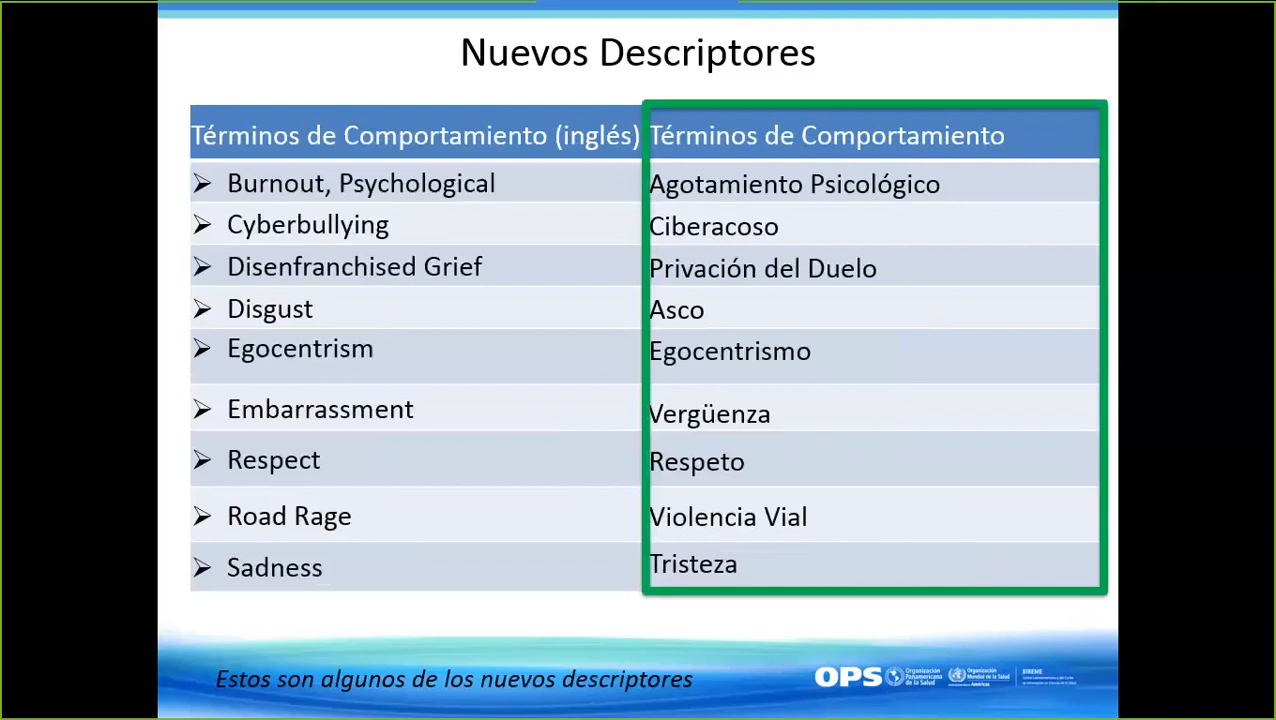 Nuevos Descriptores
Términos de Comportamiento (inglés) Términos de Comportamiento
Burnout, Psychological Agotamiento Psicológico
Cyberbullying Ciberacoso
Disenfranchised Grief Privación del Duelo
Disgust Asco
Egocentrism Egocentrismo
Embarrassment Vergüenza
Respect Respeto
Road Rage Violencia Vial
Sadness Tristeza
Estos son algunos de los nuevos descriptores
OPS
Organización
Panamericana
de la Salud
Organización
Mundial de la Salud
Américas
BIREME